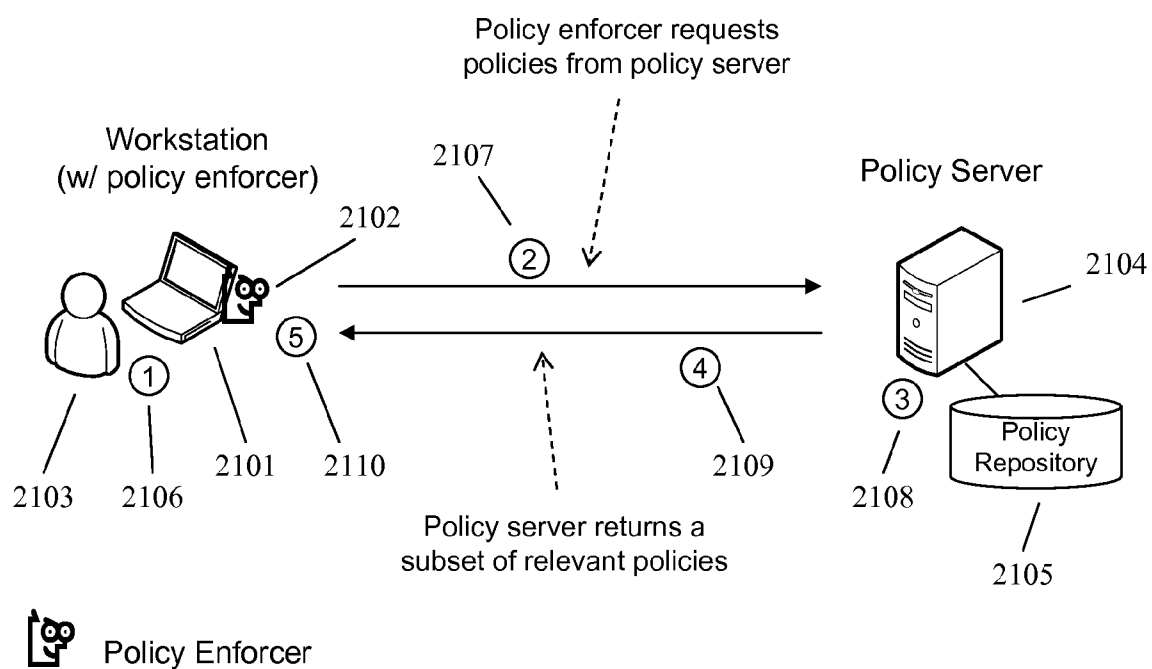 Policy enforcer requests
policies from policy server
Workstation
(w/ policy enforcer)
2107
Policy Server
2102
2
2104
5
4
1
3
Policy
Repository
2101
2110
2109
2103
2106
2108
Policy server returns a
subset of relevant policies
2105
Policy Enforcer